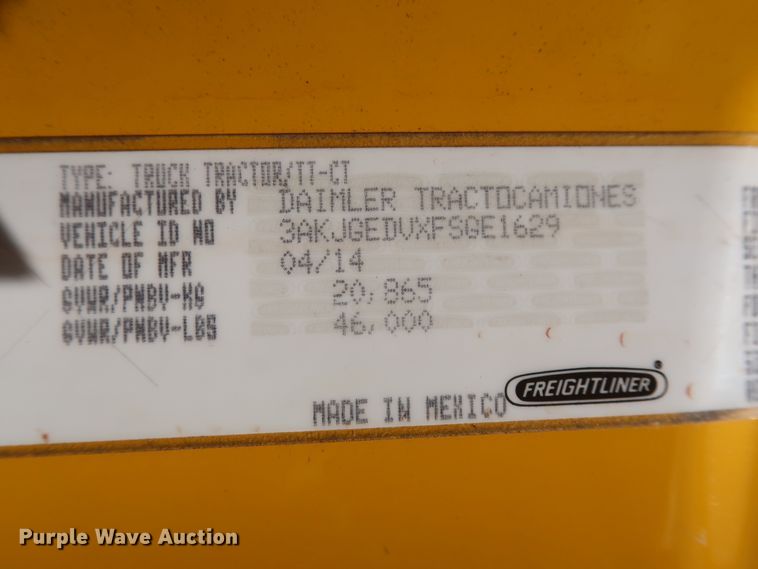 TYPE: TRUCK TRACTOR/TT-CT
MANUFACTURED BY DAIMLER TRACTOCAMIONES
VEHICLE ID NO 3AKJGEDVXFSGE1629
DATE OF MFR 04/14
GVWR/PNBV-KG 20,865
GVWR/PNBV-LBS 46,000
FREIGHTLINER
MADE IN MEXICO
Purple Wave Auction